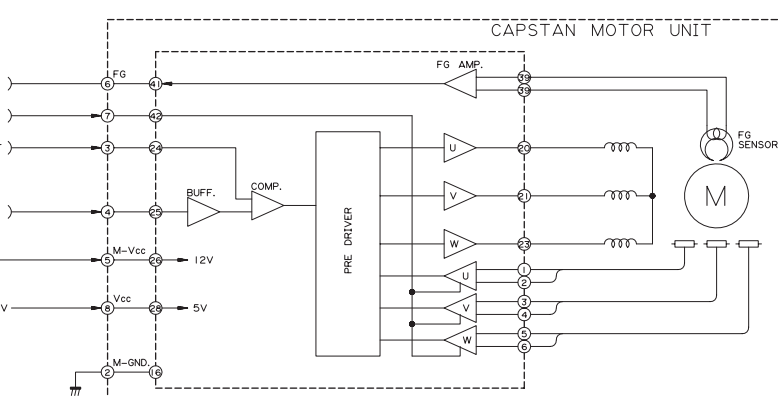 CAPSTAN MOTOR UNIT
FG AMP.
6 FG 41 39
39
7 42
FG
SENSOR
3 24 U 20
BUFF. COMP.
V 21 M
4 25
PRE DRIVER
W 23
M-Vcc
5 26 12V U 1
2
V Vcc
8 28 5V V 3
4
W 5
6
M-GND.
2 16